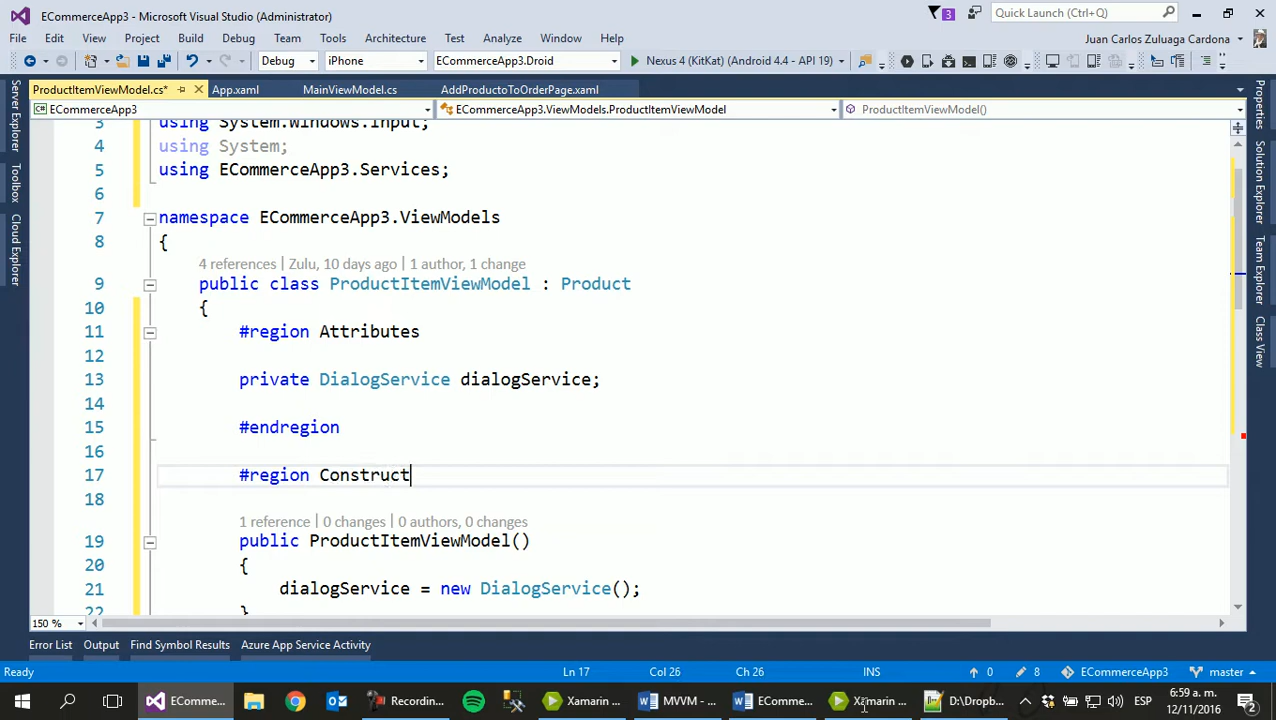 ECommerceApp3 - Microsoft Visual Studio (Administrator)
3
Quick Launch (Ctrl+Q)
File Edit View Project Build Debug Team Tools Architecture Test Analyze Window Help
Juan Carlos Zuluaga Cardona
Debug iPhone ECommerceApp3.Droid Nexus 4 (KitKat) (Android 4.4 - API 19)
ProductItemViewModel.cs* App.xaml MainViewModel.cs AddProductoToOrderPage.xaml
ECommerceApp3 ECommerceApp3.ViewModels.ProductItemViewModel ProductItemViewModel()
Server Explorer
Toolbox
Cloud Explorer
Properties
Solution Explorer
Team Explorer
Class View
3 using System.Windows.Input;
4 using System;
5 using ECommerceApp3.Services;
6
7 namespace ECommerceApp3.ViewModels
8 {
4 references | Zulu, 10 days ago | 1 author, 1 change
9 public class ProductItemViewModel : Product
10 {
11 #region Attributes
12
13 private DialogService dialogService;
14
15 #endregion
16
17 #region Construct
18
1 reference | 0 changes | 0 authors, 0 changes
19 public ProductItemViewModel()
20 {
21 dialogService = new DialogService();
22 }
150 %
Error List Output Find Symbol Results Azure App Service Activity
Ready Ln 17 Col 26 Ch 26 INS 0 8 ECommerceApp3 master
ECommerce... Recordin... Xamarin ... MVVM - ... ECommer... Xamarin ... D:\Dropb... ESP 6:59 a. m.
12/11/2016 2